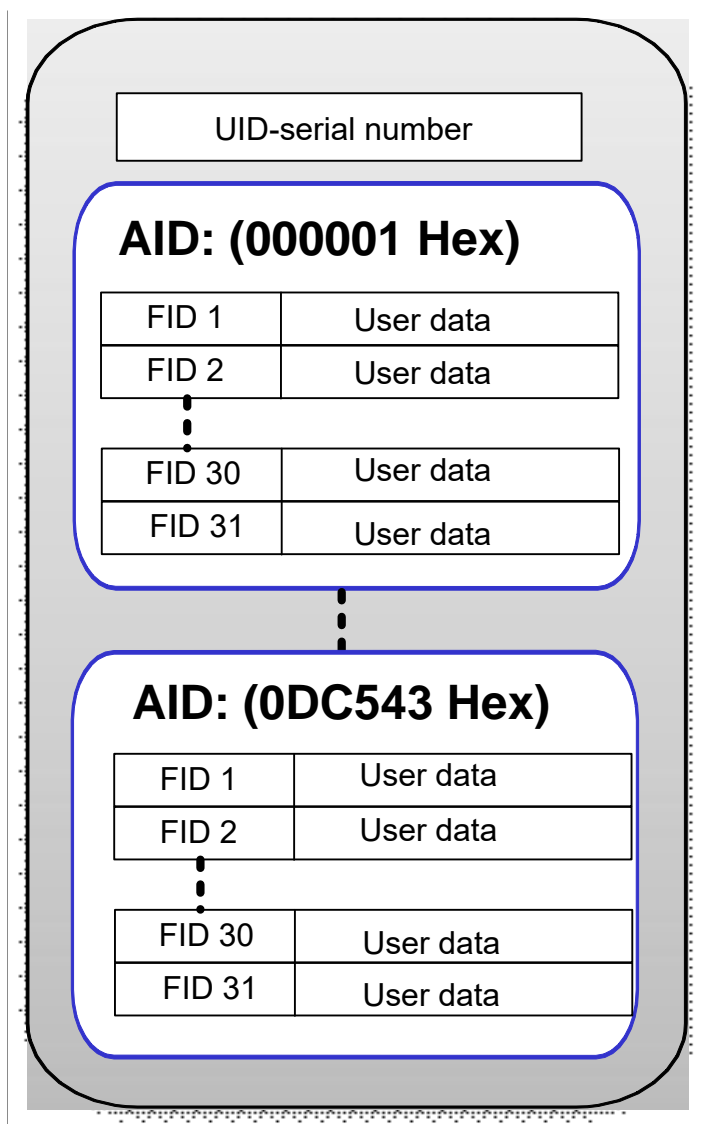 UID-serial number
AID: (000001 Hex)
FID 1 User data
FID 2 User data
FID 30 User data
FID 31 User data
AID: (0DC543 Hex)
FID 1 User data
FID 2 User data
FID 30 User data
FID 31 User data